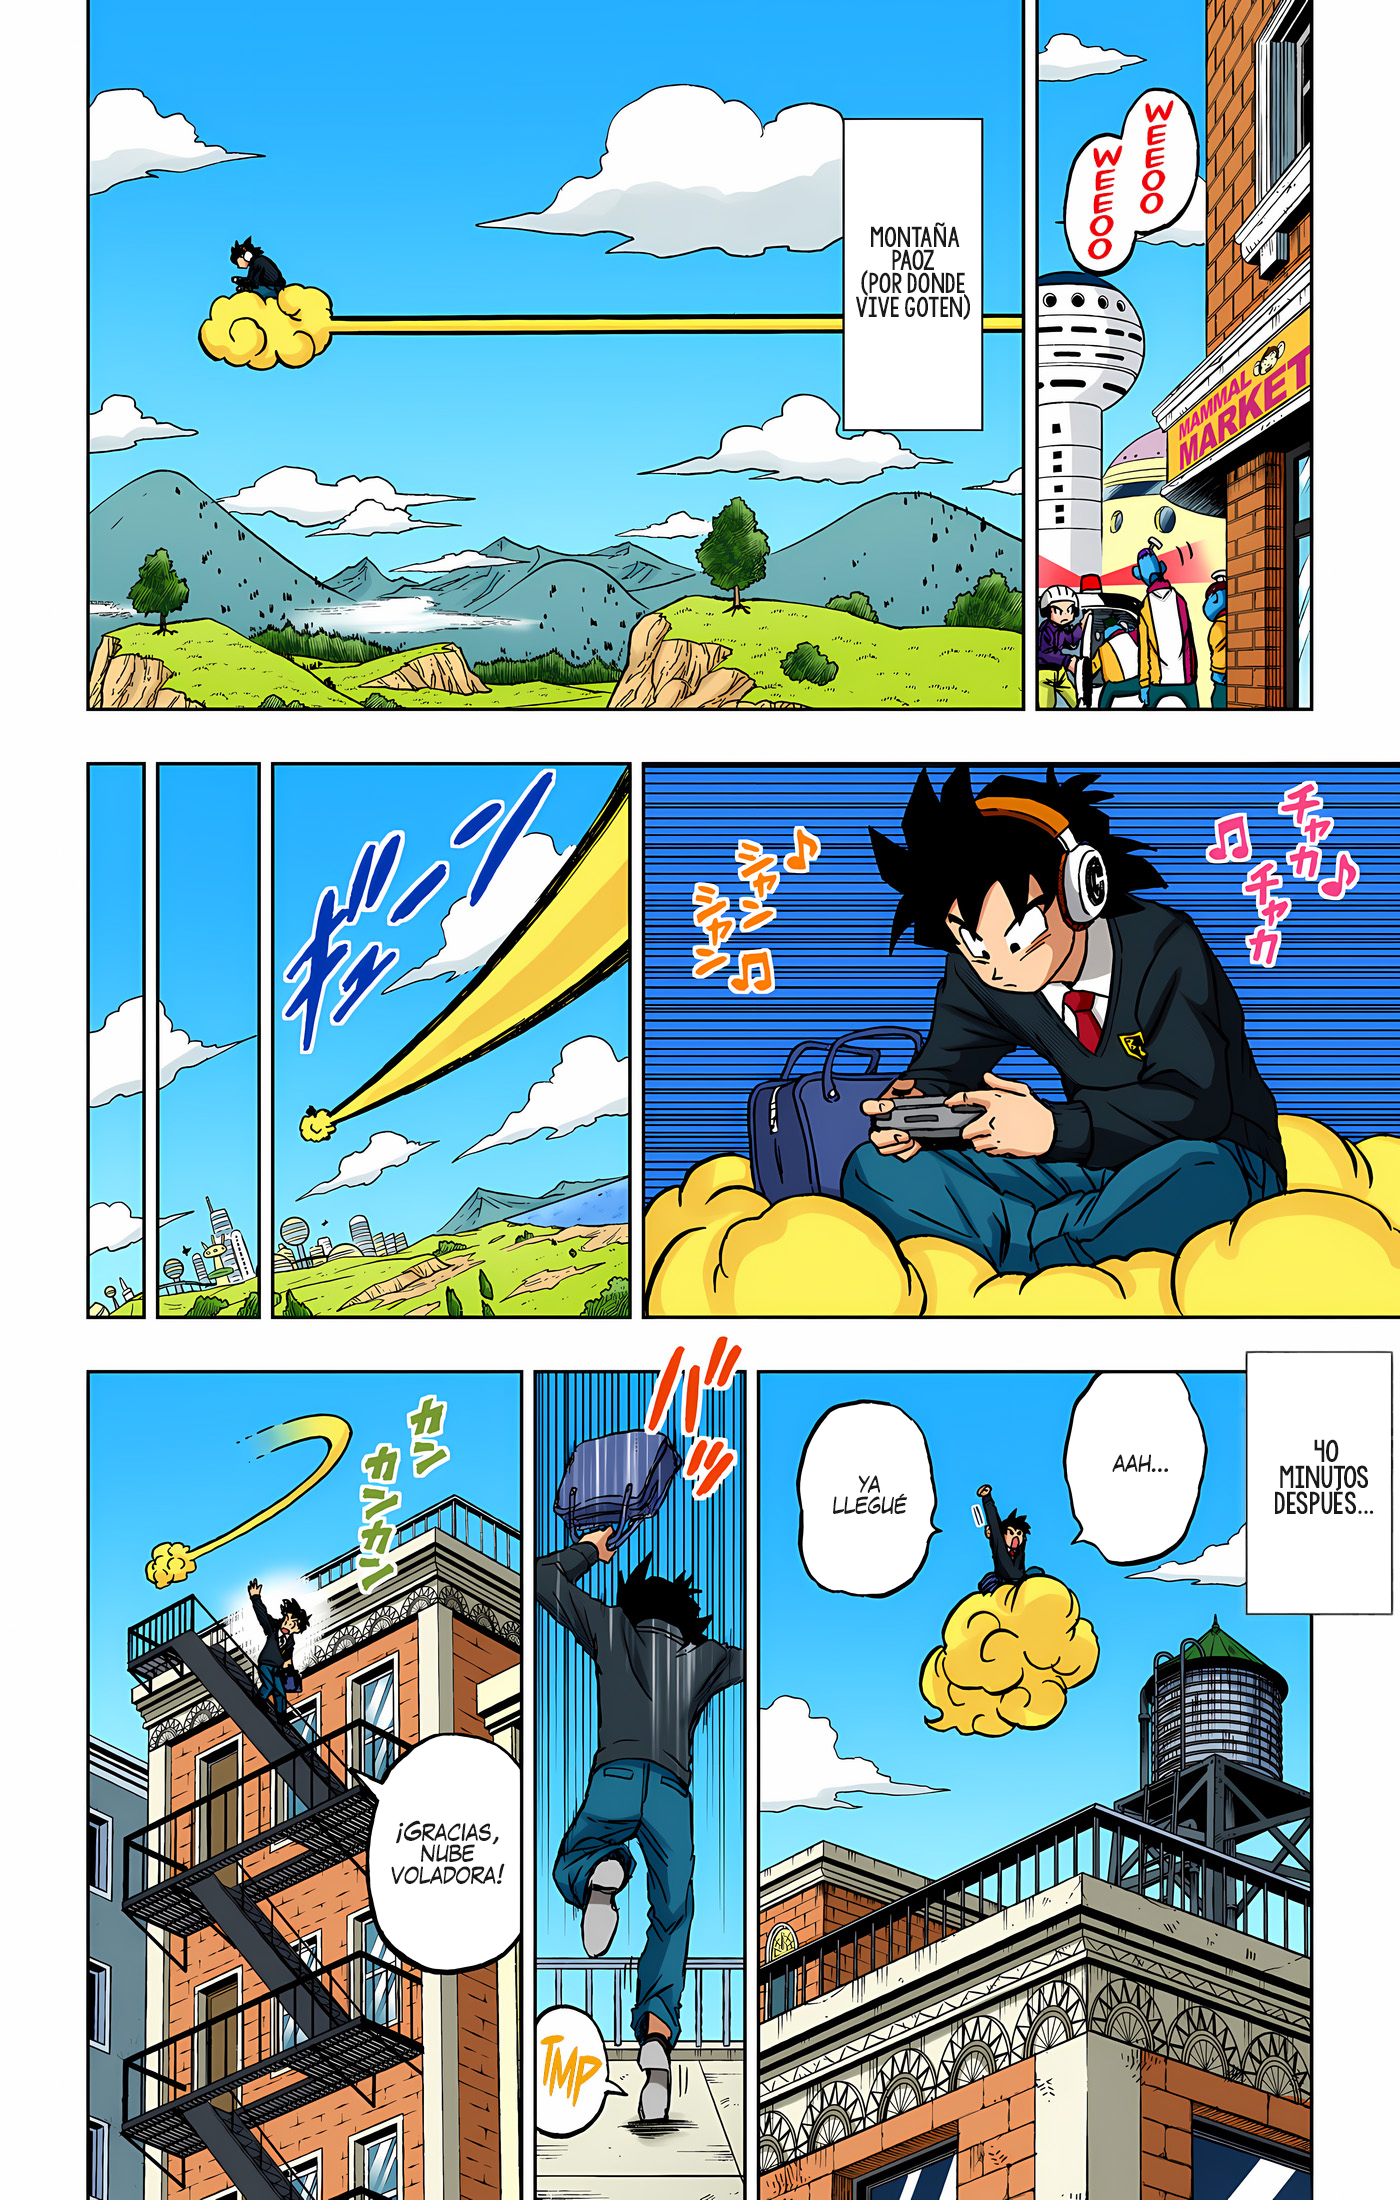 WEEOO
WEEOO
MAMMAL
MARKET
MONTAÑA
PAOZ
(POR DONDE
VIVE GOTEN)
チャカ
チャカ
C
シャン
シャン
ギューン
40
MINUTOS
DESPUÉS...
AAH...
YA
LLEGUÉ
バッ
TMP
カン
カンカン
¡GRACIAS,
NUBE
VOLADORA!